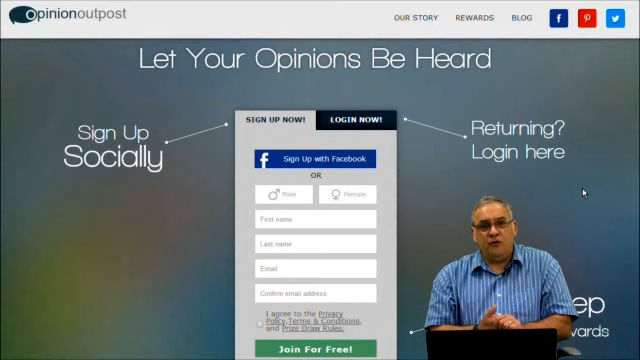 opinionoutpost
OUR STORY
REWARDS
BLOG
Let Your Opinions Be Heard
Sign Up
Socially
SIGN UP NOW!
LOGIN NOW!
Returning?
Login here
Sign Up with Facebook
OR
Male
Female
First name
Last name
Email
Confirm email address
I agree to the Privacy
Policy,Terms & Conditions,
and Prize Draw Rules.
Join For Free!